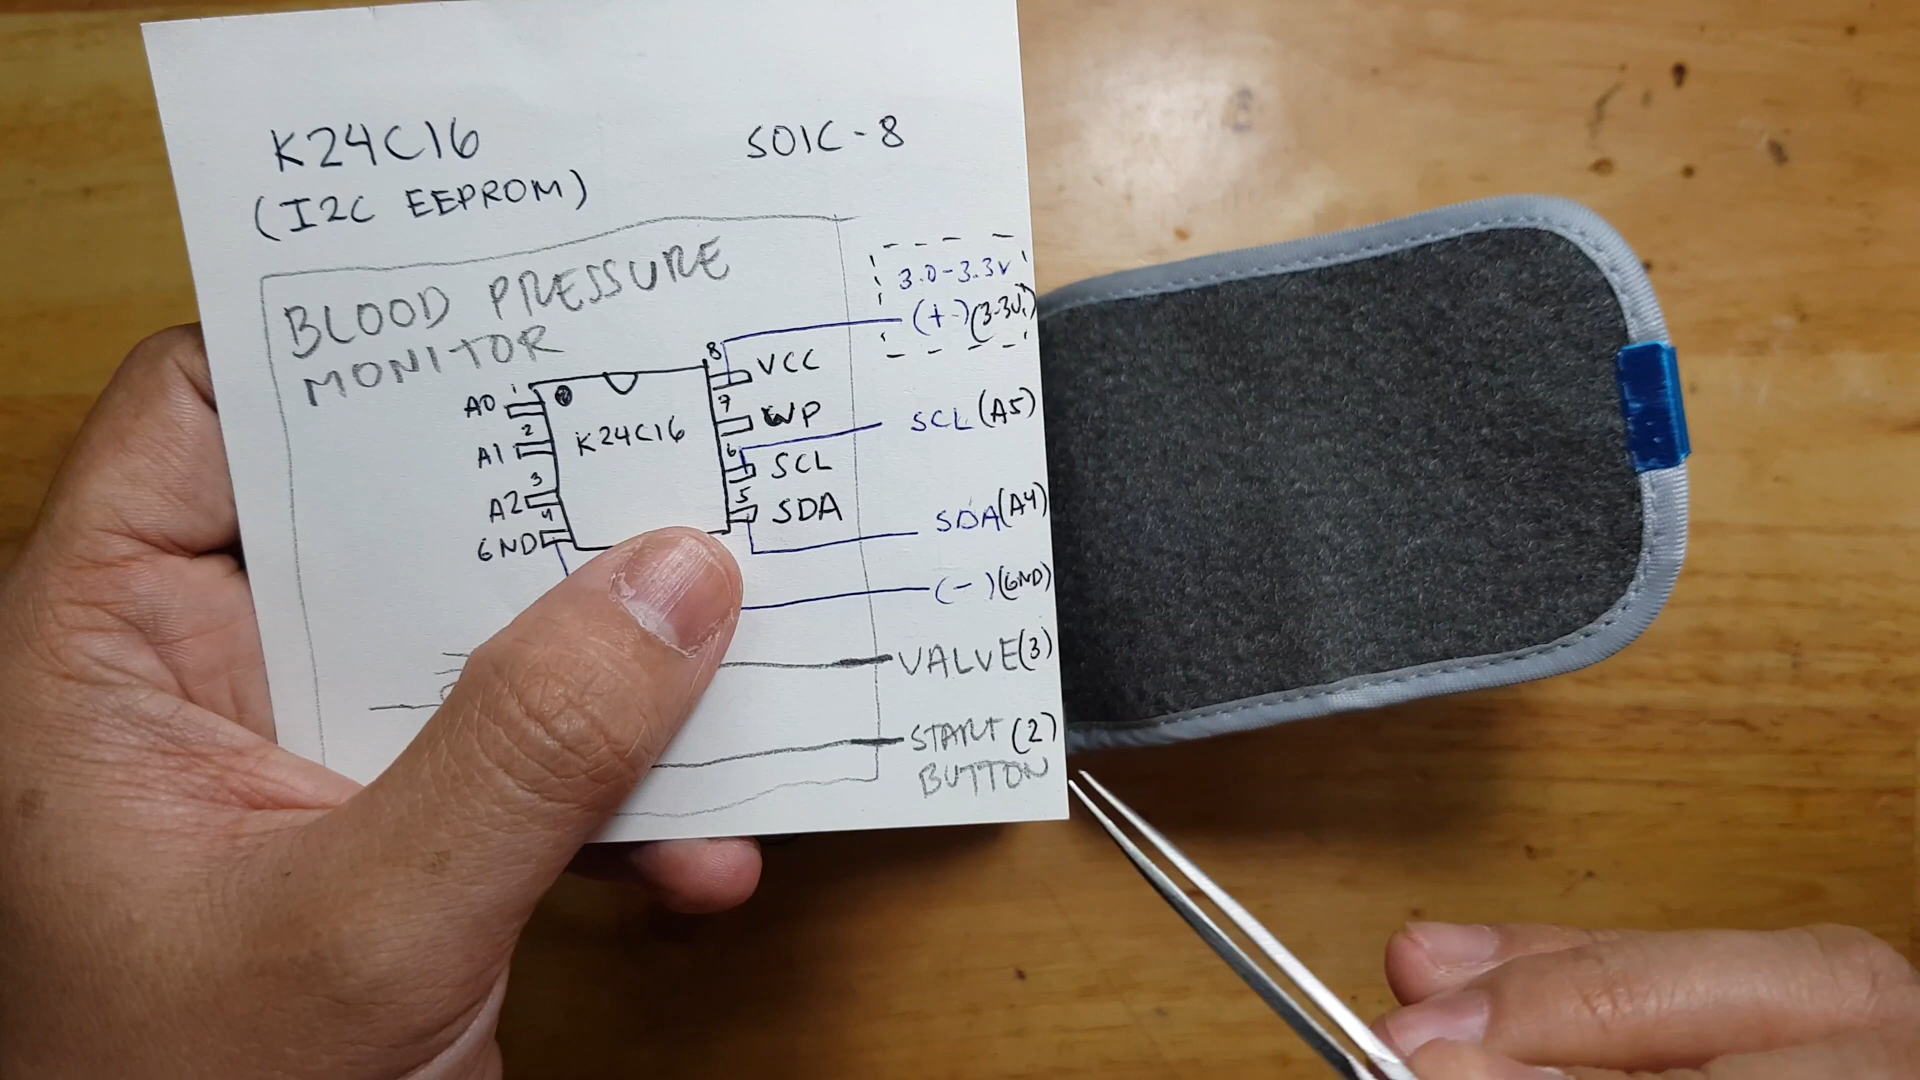 K24C16
SOIC-8
(I2C EEPROM)
BLOOD PRESSURE
MONITOR
3.0-3.3V
(+)(3.3V)
8 VCC
7 WP
6 SCL
5 SDA
1 A0
2 A1
3 A2
4 GND
K24C16
SCL(A5)
SDA(A4)
(-)(GND)
VALVE(3)
START(2)
BUTTON